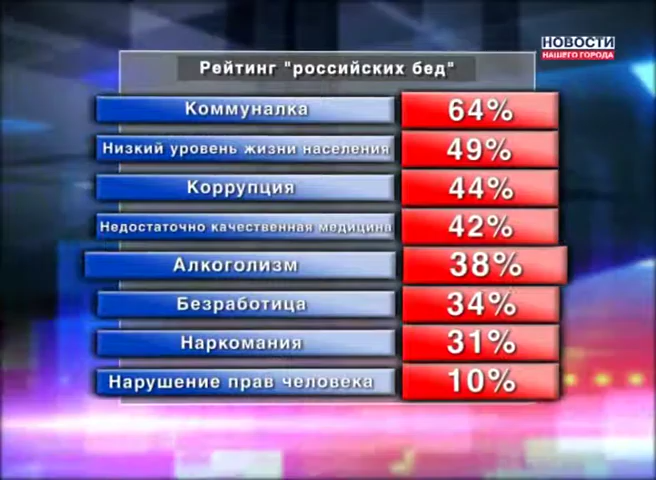 НОВОСТИ
НАШЕГО ГОРОДА
Рейтинг "российских бед"
Коммуналка 64%
Низкий уровень жизни населения 49%
Коррупция 44%
Недостаточно качественная медицина 42%
Алкоголизм 38%
Безработица 34%
Наркомания 31%
Нарушение прав человека 10%